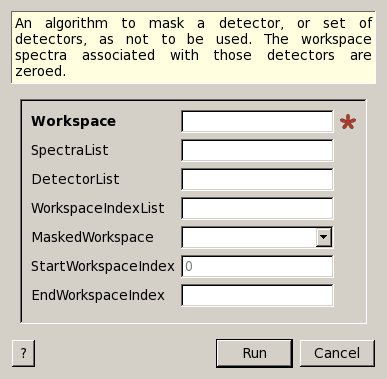 An algorithm to mask a detector, or set of
detectors, as not to be used. The workspace
spectra associated with those detectors are
zeroed.
Workspace *
SpectraList
DetectorList
WorkspaceIndexList
MaskedWorkspace
StartWorkspaceIndex 0
EndWorkspaceIndex
? Run Cancel